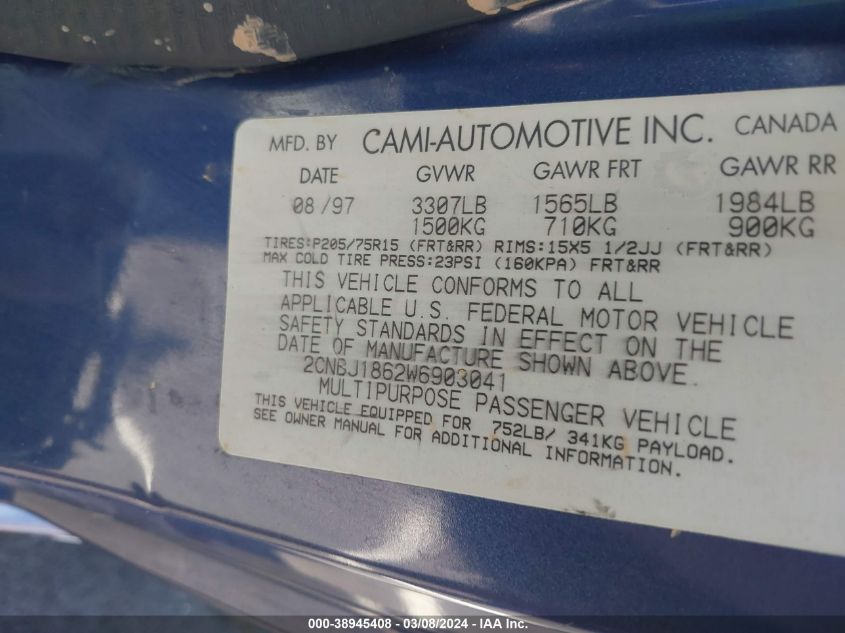 MFD. BY CAMI-AUTOMOTIVE INC. CANADA
DATE GVWR GAWR FRT GAWR RR
08/97 3307LB 1565LB 1984LB
1500KG 710KG 900KG
TIRES:P205/75R15 (FRT&RR) RIMS:15X5 1/2JJ (FRT&RR)
MAX COLD TIRE PRESS:23PSI (160KPA) FRT&RR
THIS VEHICLE CONFORMS TO ALL
APPLICABLE U.S. FEDERAL MOTOR VEHICLE
SAFETY STANDARDS IN EFFECT ON THE
DATE OF MANUFACTURE SHOWN ABOVE.
2CNBJ1862W6903041
MULTIPURPOSE PASSENGER VEHICLE
THIS VEHICLE EQUIPPED FOR 752LB/ 341KG PAYLOAD.
SEE OWNER MANUAL FOR ADDITIONAL INFORMATION.
000-38945408 - 03/08/2024 - IAA Inc.